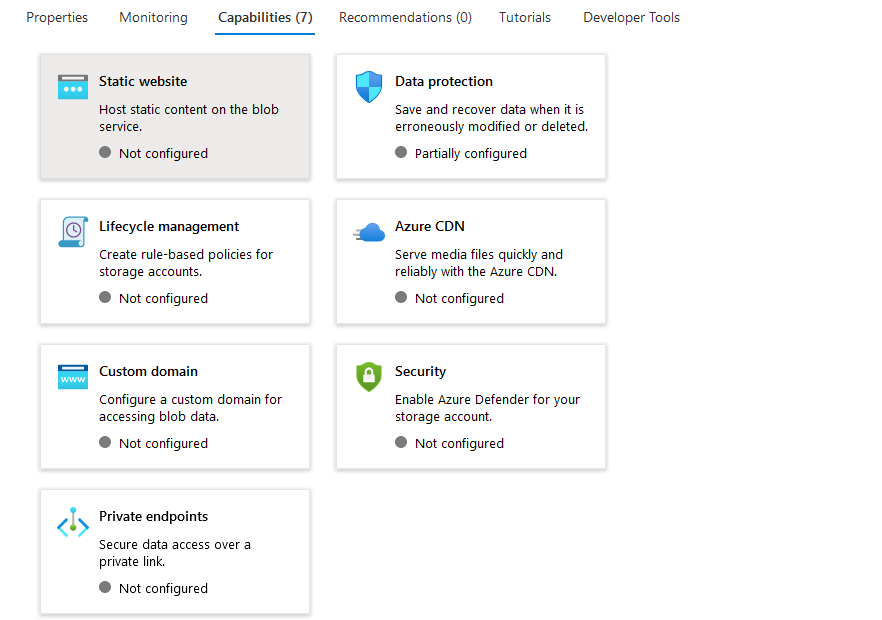 Properties Monitoring Capabilities (7) Recommendations (0) Tutorials Developer Tools
Static website
Host static content on the blob
service.
Not configured
Data protection
Save and recover data when it is
erroneously modified or deleted.
Partially configured
Lifecycle management
Create rule-based policies for
storage accounts.
Not configured
Azure CDN
Serve media files quickly and
reliably with the Azure CDN.
Not configured
www
Custom domain
Configure a custom domain for
accessing blob data.
Not configured
Security
Enable Azure Defender for your
storage account.
Not configured
Private endpoints
Secure data access over a
private link.
Not configured